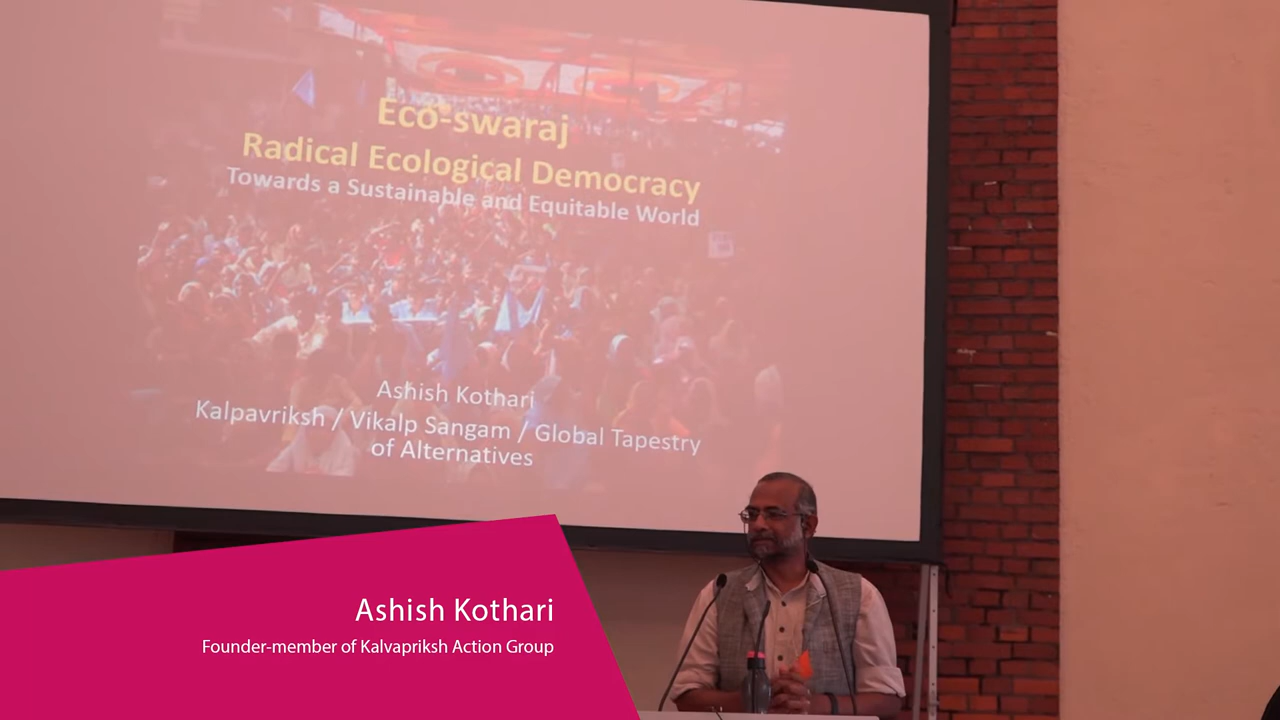 Eco-swaraj
Radical Ecological Democracy
Towards a Sustainable and Equitable World
Ashish Kothari
Kalpavriksh / Vikalp Sangam / Global Tapestry
of Alternatives
Ashish Kothari
Founder-member of Kalvapriksh Action Group